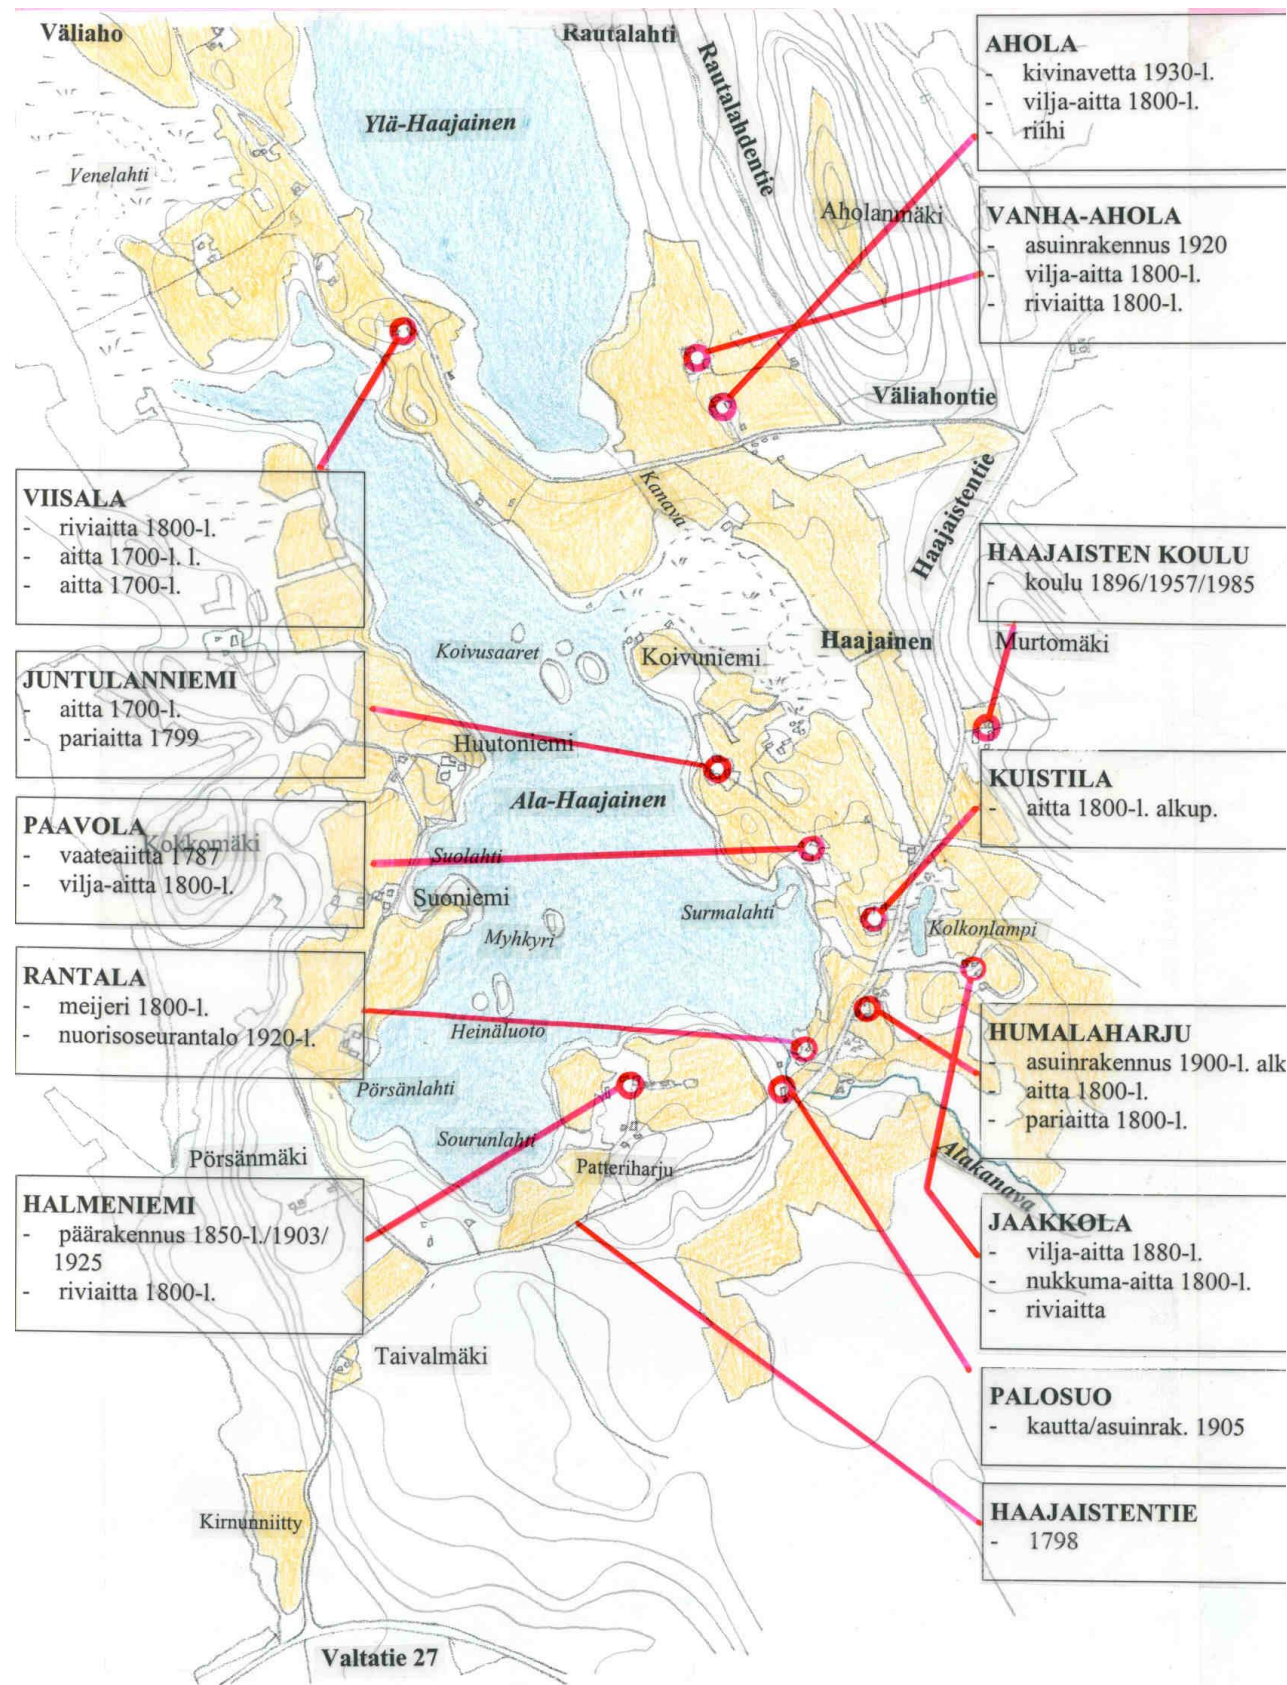 Väliaho
Rautalahti
Rautalahdentie
Ylä-Haajainen
Venelahti
Aholanmäki
AHOLA
- kivinavetta 1930-l.
- vilja-aitta 1800-l.
- riihi
VANHA-AHOLA
- asuinrakennus 1920
- vilja-aitta 1800-l.
- riviaitta 1800-l.
Väliahontie
Haajaistentie
Kanava
VIISALA
- riviaitta 1800-l.
- aitta 1700-l. l.
- aitta 1700-l.
HAAJAISTEN KOULU
- koulu 1896/1957/1985
Koivusaaret
Koivuniemi
Haajainen
Murtomäki
JUNTULANNIEMI
- aitta 1700-l.
- pariaitta 1799
Huutoniemi
Ala-Haajainen
KUISTILA
- aitta 1800-l. alkup.
PAAVOLA
Kokkomäki
- vaateaiitta 1787
- vilja-aitta 1800-l.
Suolahti
Suoniemi
Surmalahti
Myhkyri
Kolkonlampi
RANTALA
- meijeri 1800-l.
- nuorisoseurantalo 1920-l.
Heinäluoto
HUMALAHARJU
- asuinrakennus 1900-l. alk
- aitta 1800-l.
- pariaitta 1800-l.
Pörsänlahti
Sourunlahti
Pörsänmäki
Patteriharju
Alakanava
HALMENIEMI
- päärakennus 1850-l./1903/
1925
- riviaitta 1800-l.
JAAKKOLA
- vilja-aitta 1880-l.
- nukkuma-aitta 1800-l.
- riviaitta
Taivalmäki
PALOSUO
- kautta/asuinrak. 1905
HAAJAISTENTIE
- 1798
Kirnunniitty
Valtatie 27